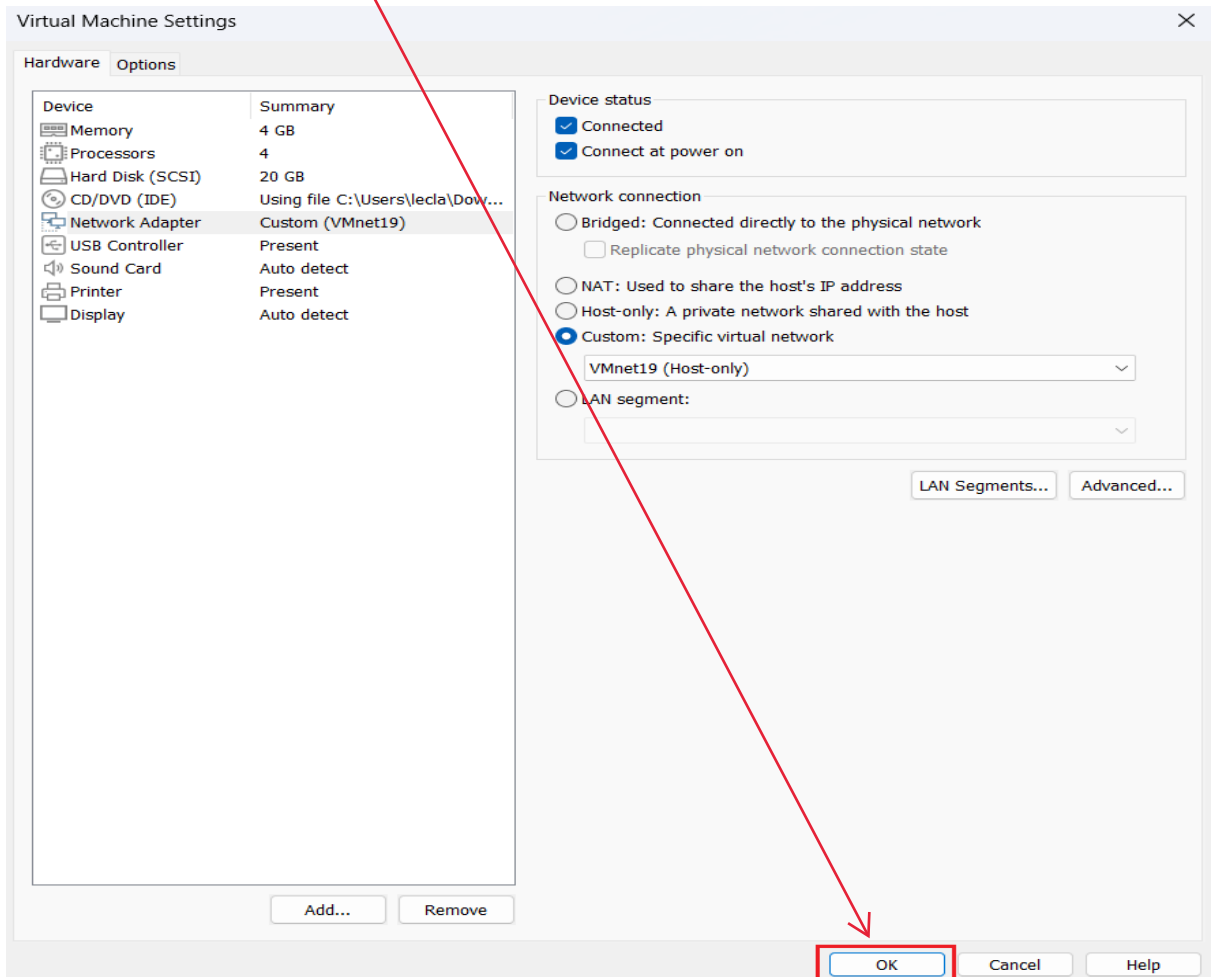 Virtual Machine Settings
Hardware Options
Device Summary
Memory 4 GB
Processors 4
Hard Disk (SCSI) 20 GB
CD/DVD (IDE) Using file C:\Users\lecla\Dow...
Network Adapter Custom (VMnet19)
USB Controller Present
Sound Card Auto detect
Printer Present
Display Auto detect
Add... Remove
Device status
Connected
Connect at power on
Network connection
Bridged: Connected directly to the physical network
Replicate physical network connection state
NAT: Used to share the host's IP address
Host-only: A private network shared with the host
Custom: Specific virtual network
VMnet19 (Host-only)
LAN segment:
LAN Segments... Advanced...
OK Cancel Help